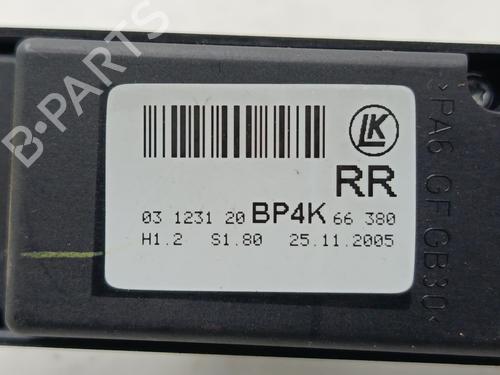 B-PARTS
LK
RR
03 1231 20 BP4K 66 380
H1.2 S1.80 25.11.2005
>PA6 GF GB30<